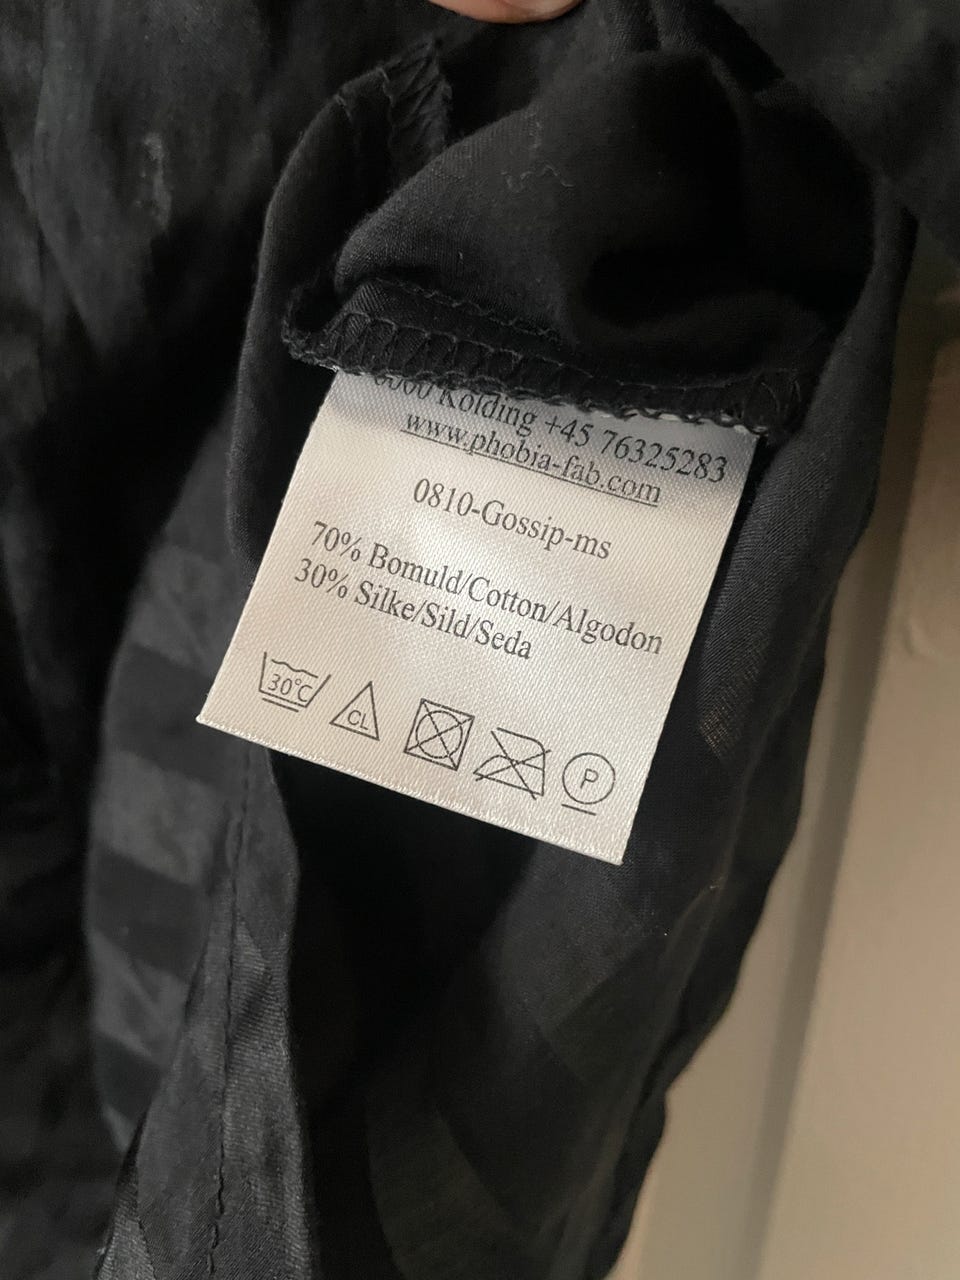 6000 Kolding +45 76325283
www.phobia-fab.com
0810-Gossip-ms
70% Bomuld/Cotton/Algodon
30% Silke/Sild/Seda
30°C CL P